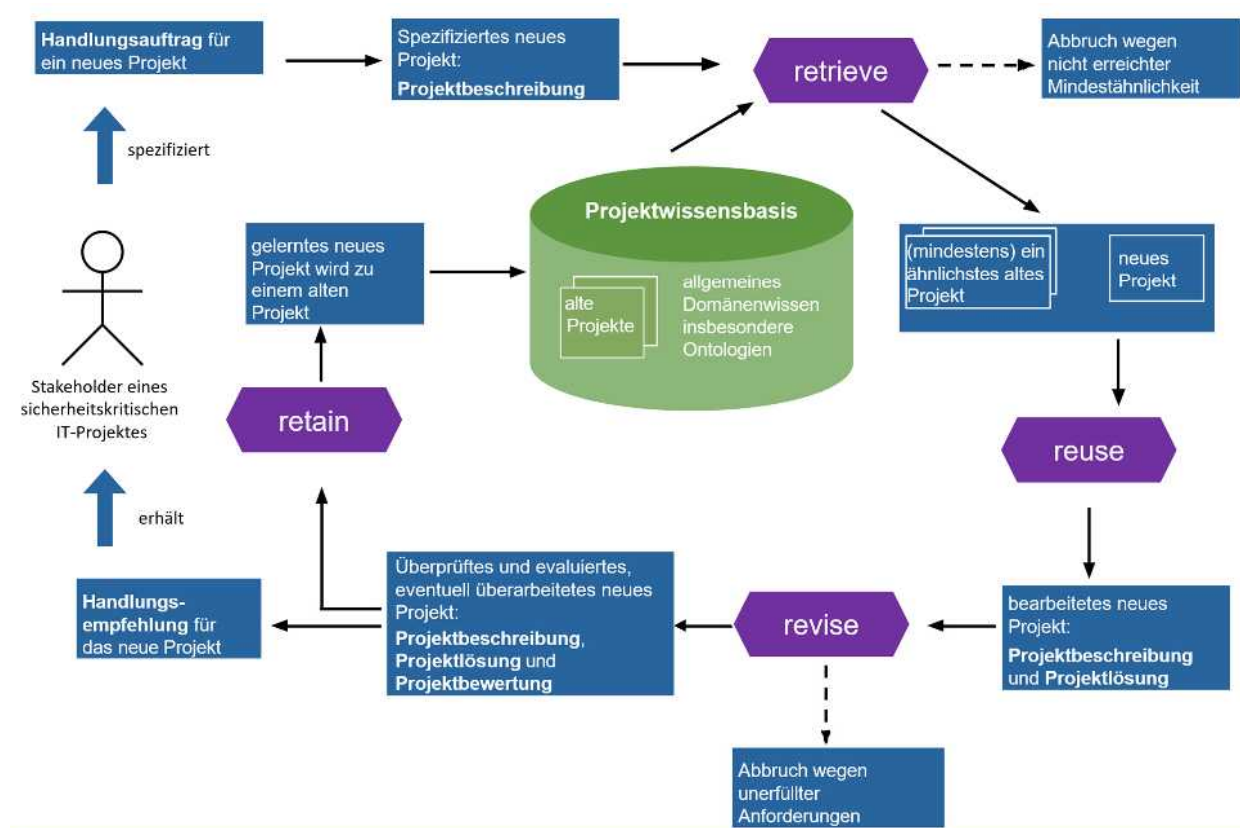 Handlungsauftrag für
ein neues Projekt
Spezifiziertes neues
Projekt:
Projektbeschreibung
retrieve
Abbruch wegen
nicht erreichter
Mindestähnlichkeit
spezifiziert
Projektwissensbasis
alte
Projekte
allgemeines
Domänenwissen
insbesondere
Ontologien
gelerntes neues
Projekt wird zu
einem alten
Projekt
(mindestens) ein
ähnlichstes altes
Projekt
neues
Projekt
Stakeholder eines
sicherheitskritischen
IT-Projektes
retain
reuse
erhält
Handlungs-
empfehlung für
das neue Projekt
Überprüftes und evaluiertes,
eventuell überarbeitetes neues
Projekt:
Projektbeschreibung,
Projektlösung und
Projektbewertung
revise
bearbeitetes neues
Projekt:
Projektbeschreibung
und Projektlösung
Abbruch wegen
unerfüllter
Anforderungen